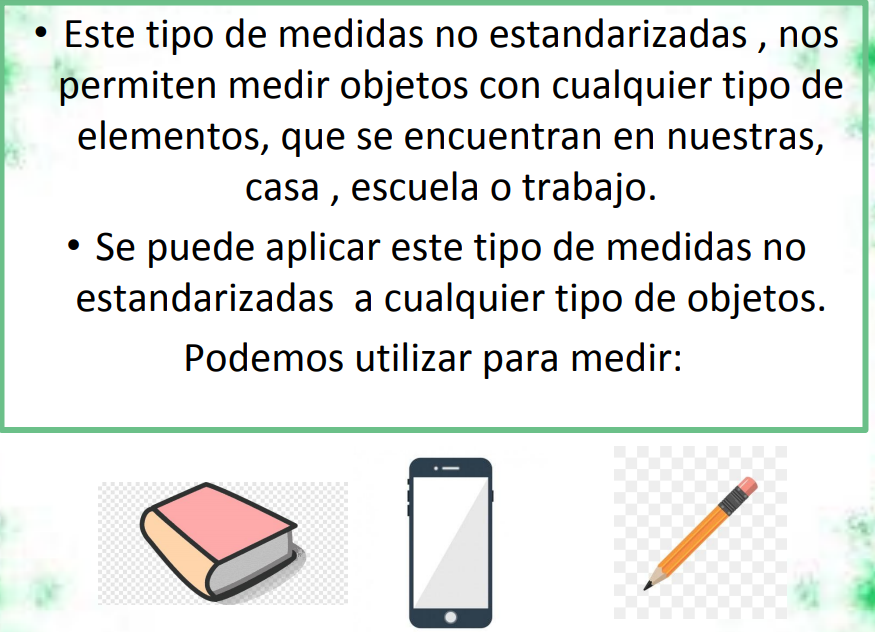 • Este tipo de medidas no estandarizadas , nos
permiten medir objetos con cualquier tipo de
elementos, que se encuentran en nuestras,
casa , escuela o trabajo.
• Se puede aplicar este tipo de medidas no
estandarizadas  a cualquier tipo de objetos.
Podemos utilizar para medir: